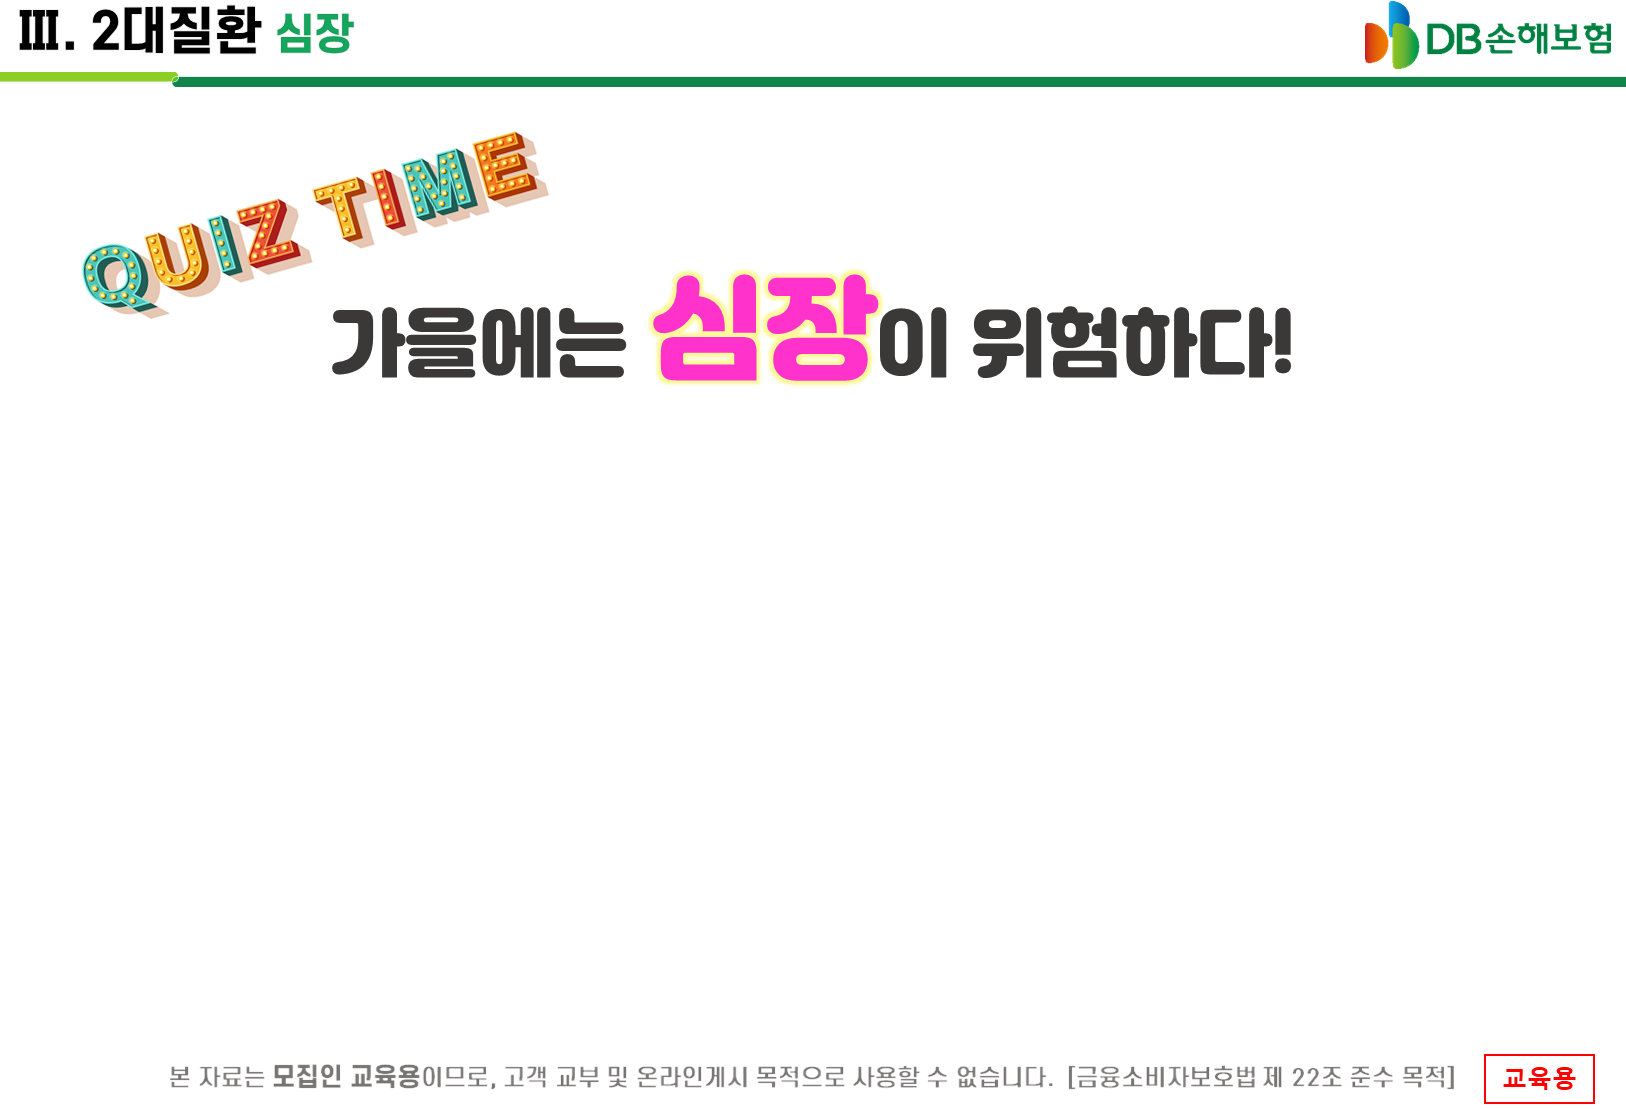 Ⅲ. 2대질환 심장
DB손해보험
QUIZ TIME
가을에는 심장이 위험하다!
본 자료는 모집인 교육용이므로, 고객 교부 및 온라인게시 목적으로 사용할 수 없습니다. [금융소비자보호법 제 22조 준수 목적]
교육용